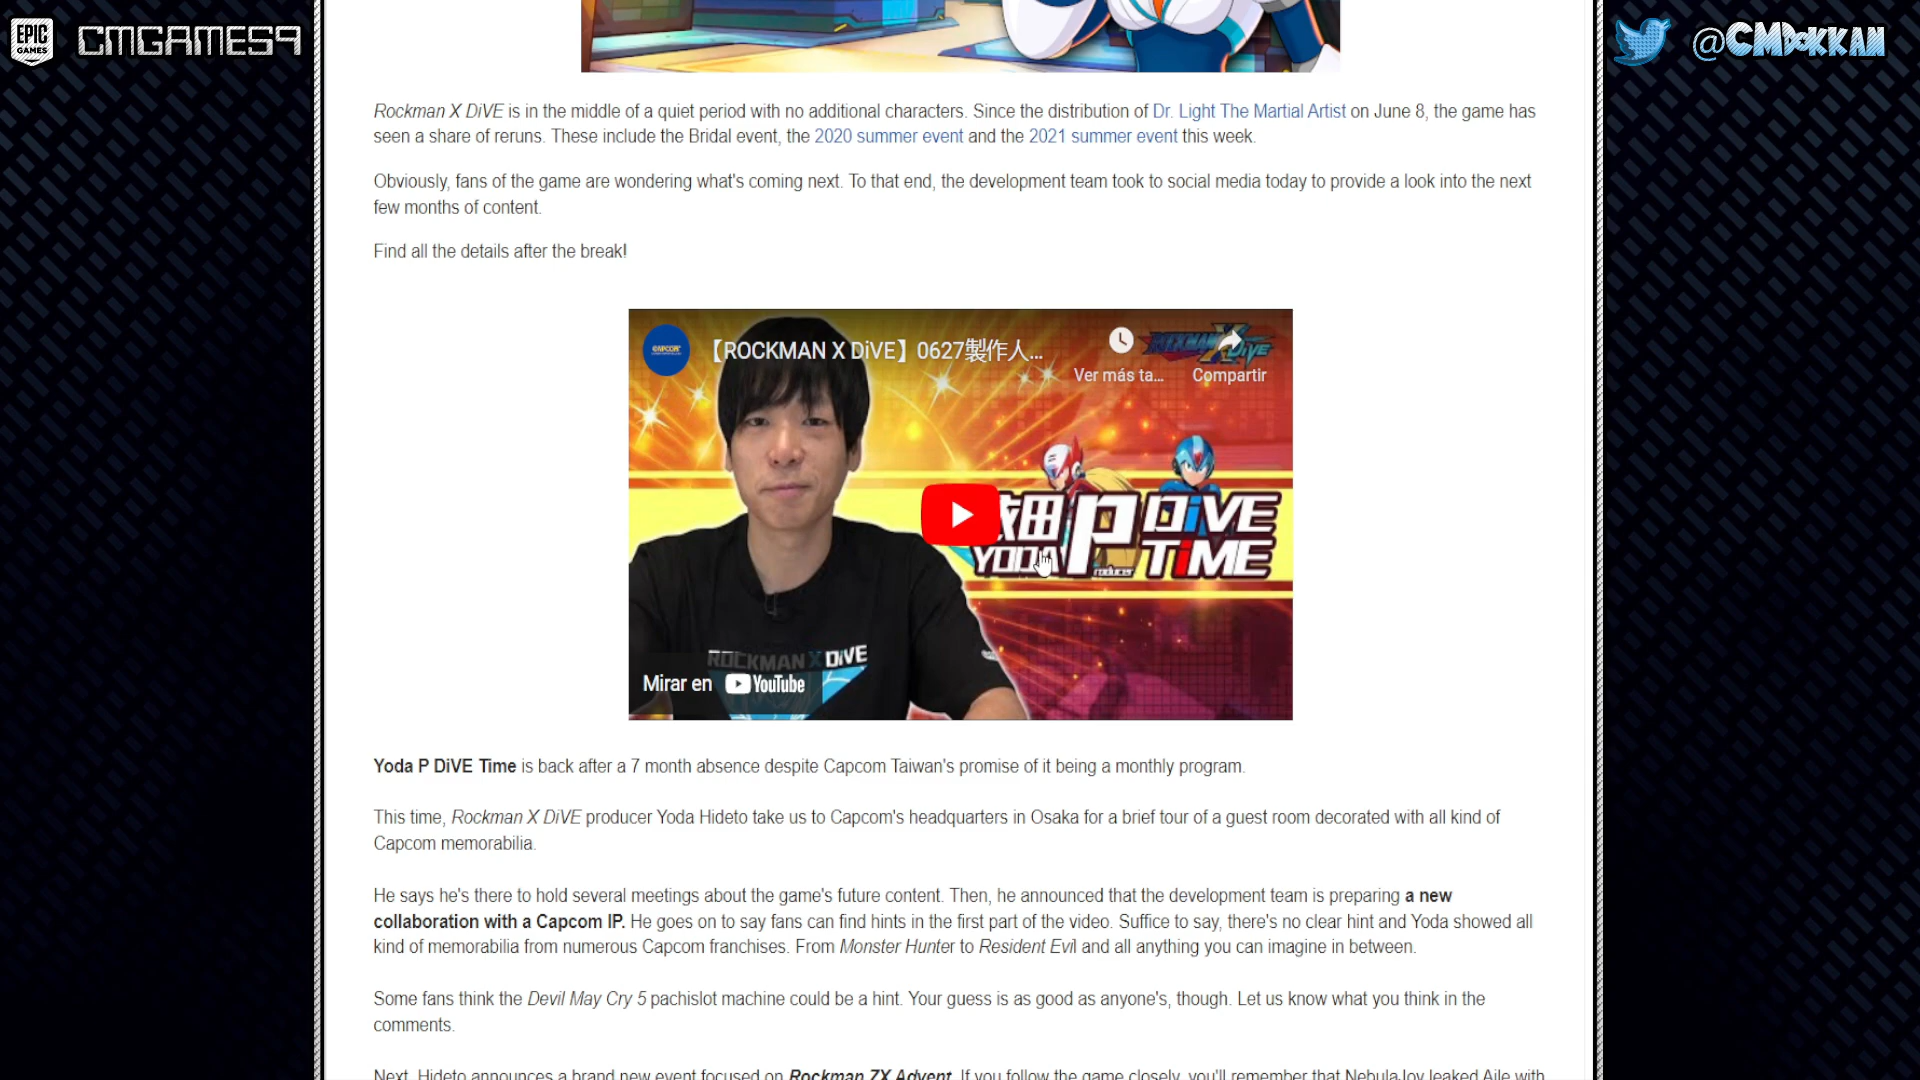 EPIC
GAMES
CMGAMES9
@CMDOKKAN
Rockman X DiVE is in the middle of a quiet period with no additional characters. Since the distribution of Dr. Light The Martial Artist on June 8, the game has
seen a share of reruns. These include the Bridal event, the 2020 summer event and the 2021 summer event this week.
Obviously, fans of the game are wondering what's coming next. To that end, the development team took to social media today to provide a look into the next
few months of content.
Find all the details after the break!
CAPCOM
【ROCKMAN X DiVE】0627製作人...
ROCKMAN X DiVE
Ver más ta...
Compartir
田 P DiVE
YODA Producer TiME
ROCKMAN X DiVE
Mirar en YouTube
Yoda P DiVE Time is back after a 7 month absence despite Capcom Taiwan's promise of it being a monthly program.
This time, Rockman X DiVE producer Yoda Hideto take us to Capcom's headquarters in Osaka for a brief tour of a guest room decorated with all kind of
Capcom memorabilia.
He says he's there to hold several meetings about the game's future content. Then, he announced that the development team is preparing a new
collaboration with a Capcom IP. He goes on to say fans can find hints in the first part of the video. Suffice to say, there's no clear hint and Yoda showed all
kind of memorabilia from numerous Capcom franchises. From Monster Hunter to Resident Evil and all anything you can imagine in between.
Some fans think the Devil May Cry 5 pachislot machine could be a hint. Your guess is as good as anyone's, though. Let us know what you think in the
comments.
Next, Hideto announces a brand new event focused on Rockman ZX Advent. If you follow the game closely, you'll remember that NebulaJoy leaked Aile with